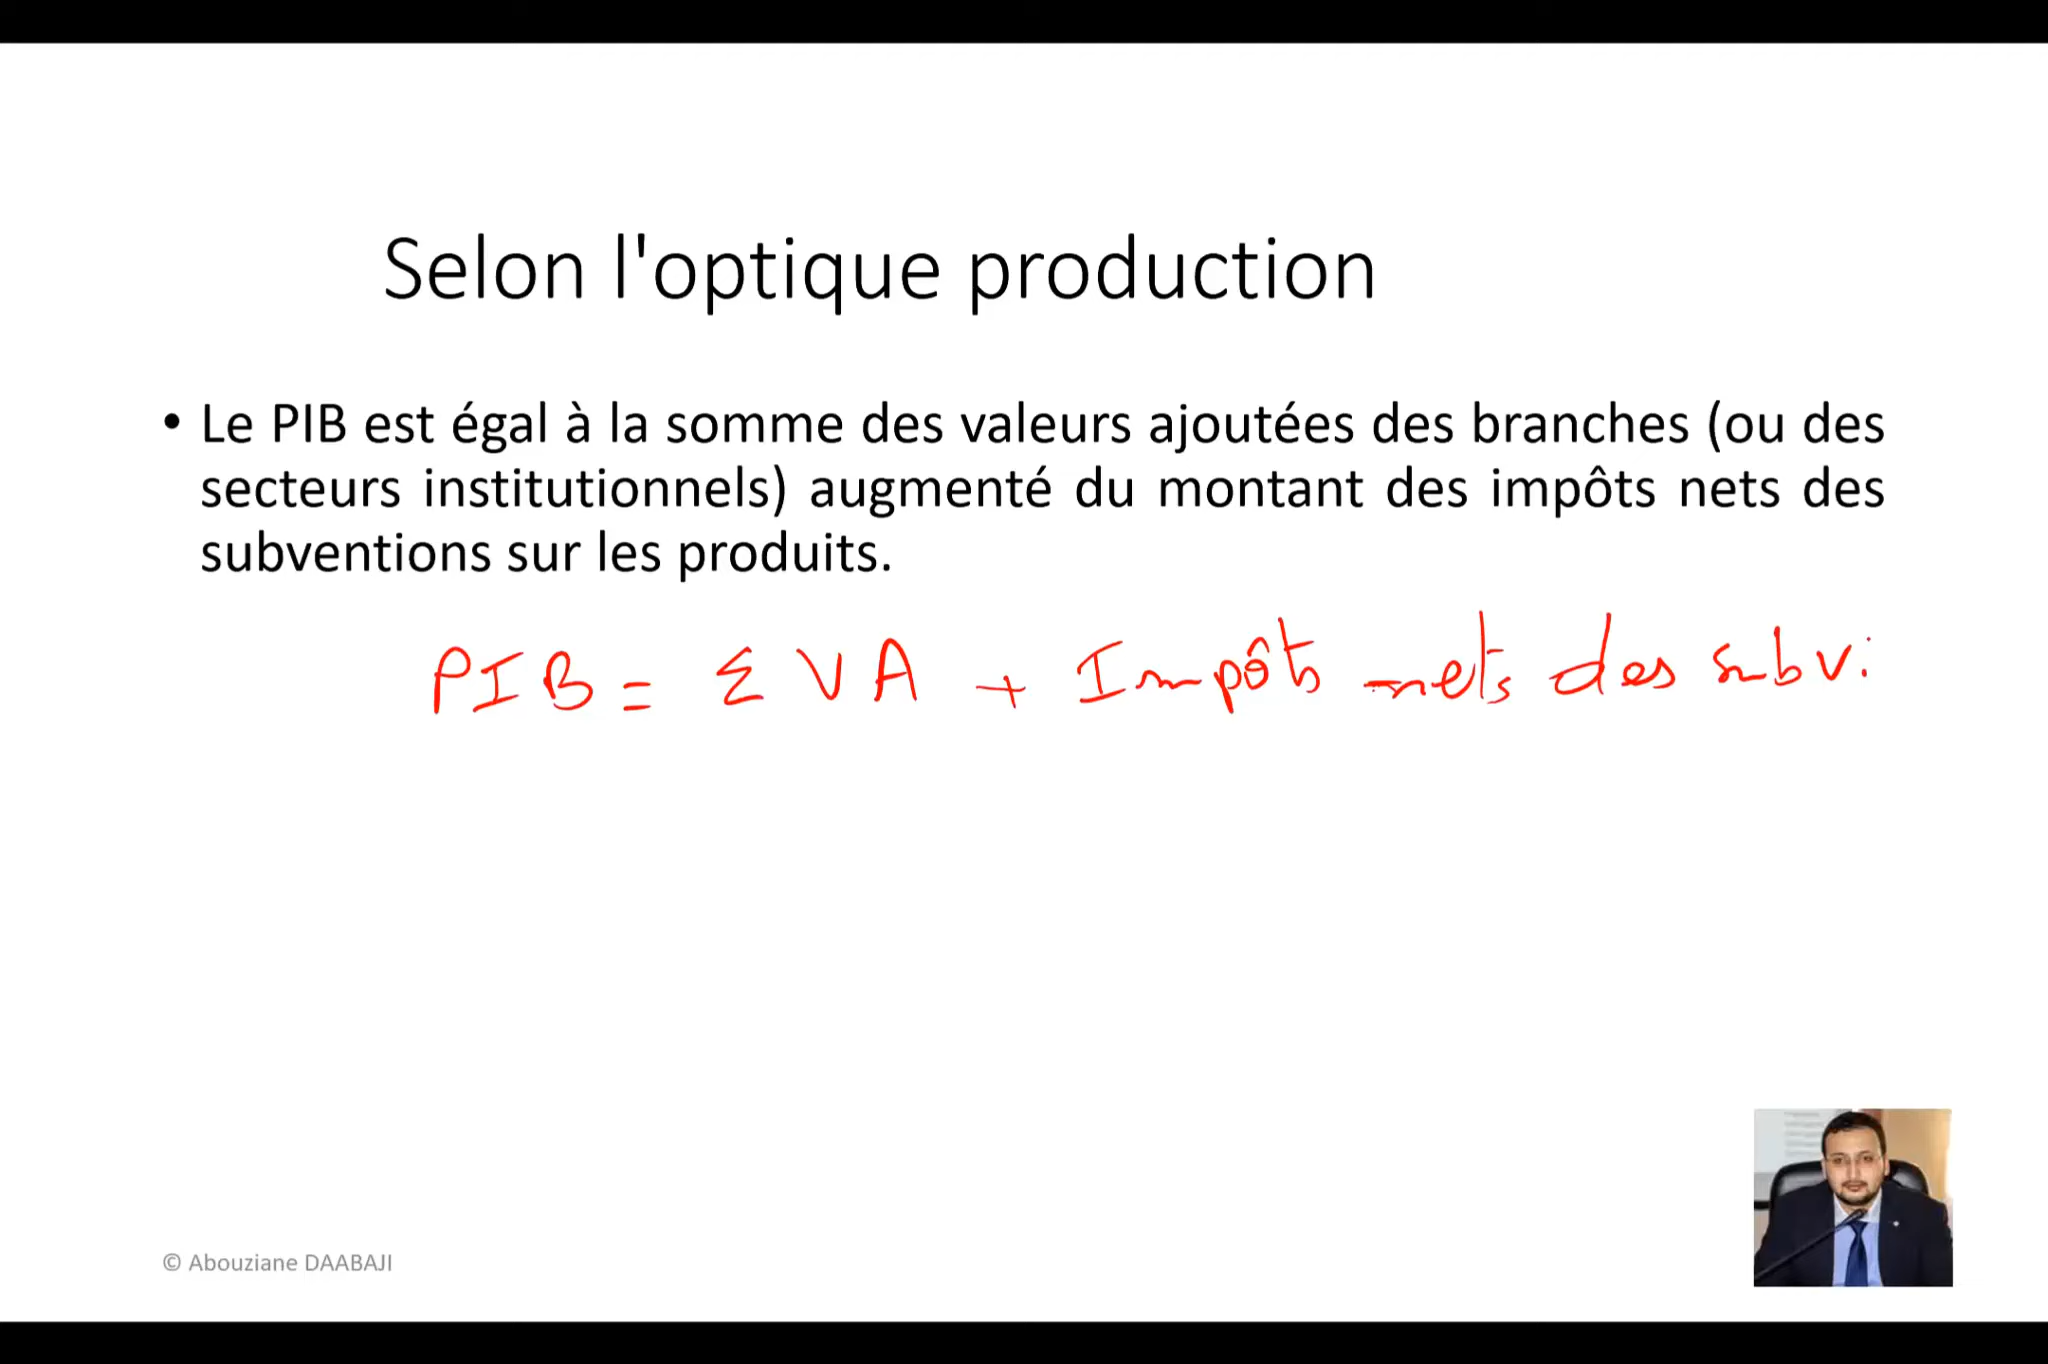 Selon l'optique production
• Le PIB est égal à la somme des valeurs ajoutées des branches (ou des
secteurs institutionnels) augmenté du montant des impôts nets des
subventions sur les produits.
PIB = Σ VA + Impôts nets des subv.
© Abouziane DAABAJI